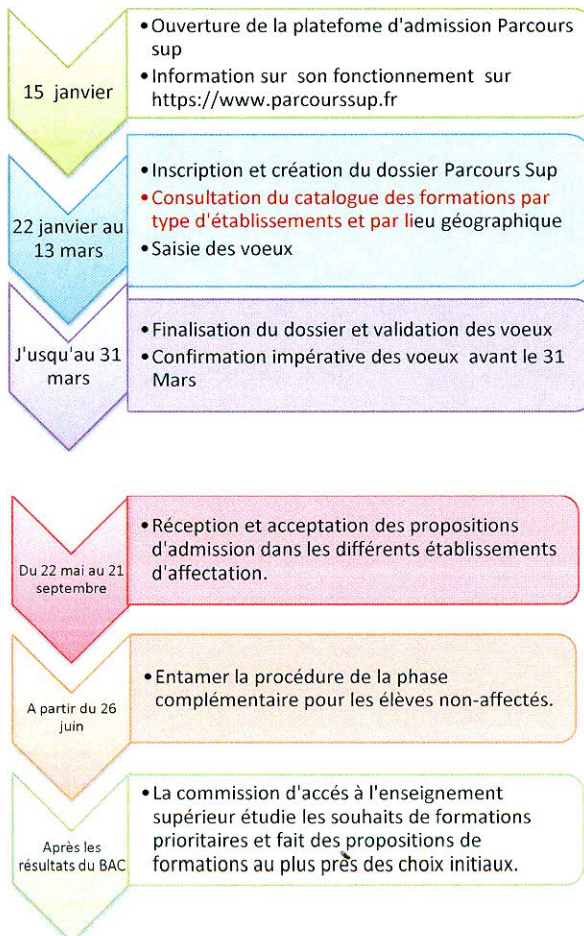 15 janvier
•Ouverture de la platefome d'admission Parcours
sup
•Information sur son fonctionnement sur
https://www.parcourssup.fr
22 janvier au
13 mars
•Inscription et création du dossier Parcours Sup
•Consultation du catalogue des formations par
type d'établissements et par lieu géographique
•Saisie des voeux
J'usqu'au 31
mars
•Finalisation du dossier et validation des voeux
•Confirmation impérative des voeux avant le 31
Mars
Du 22 mai au 21
septembre
•Réception et acceptation des propositions
d'admission dans les différents établissements
d'affectation.
A partir du 26
juin
•Entamer la procédure de la phase
complémentaire pour les élèves non-affectés.
Après les
résultats du BAC
•La commission d'accés à l'enseignement
supérieur étudie les souhaits de formations
prioritaires et fait des propositions de
formations au plus près des choix initiaux.